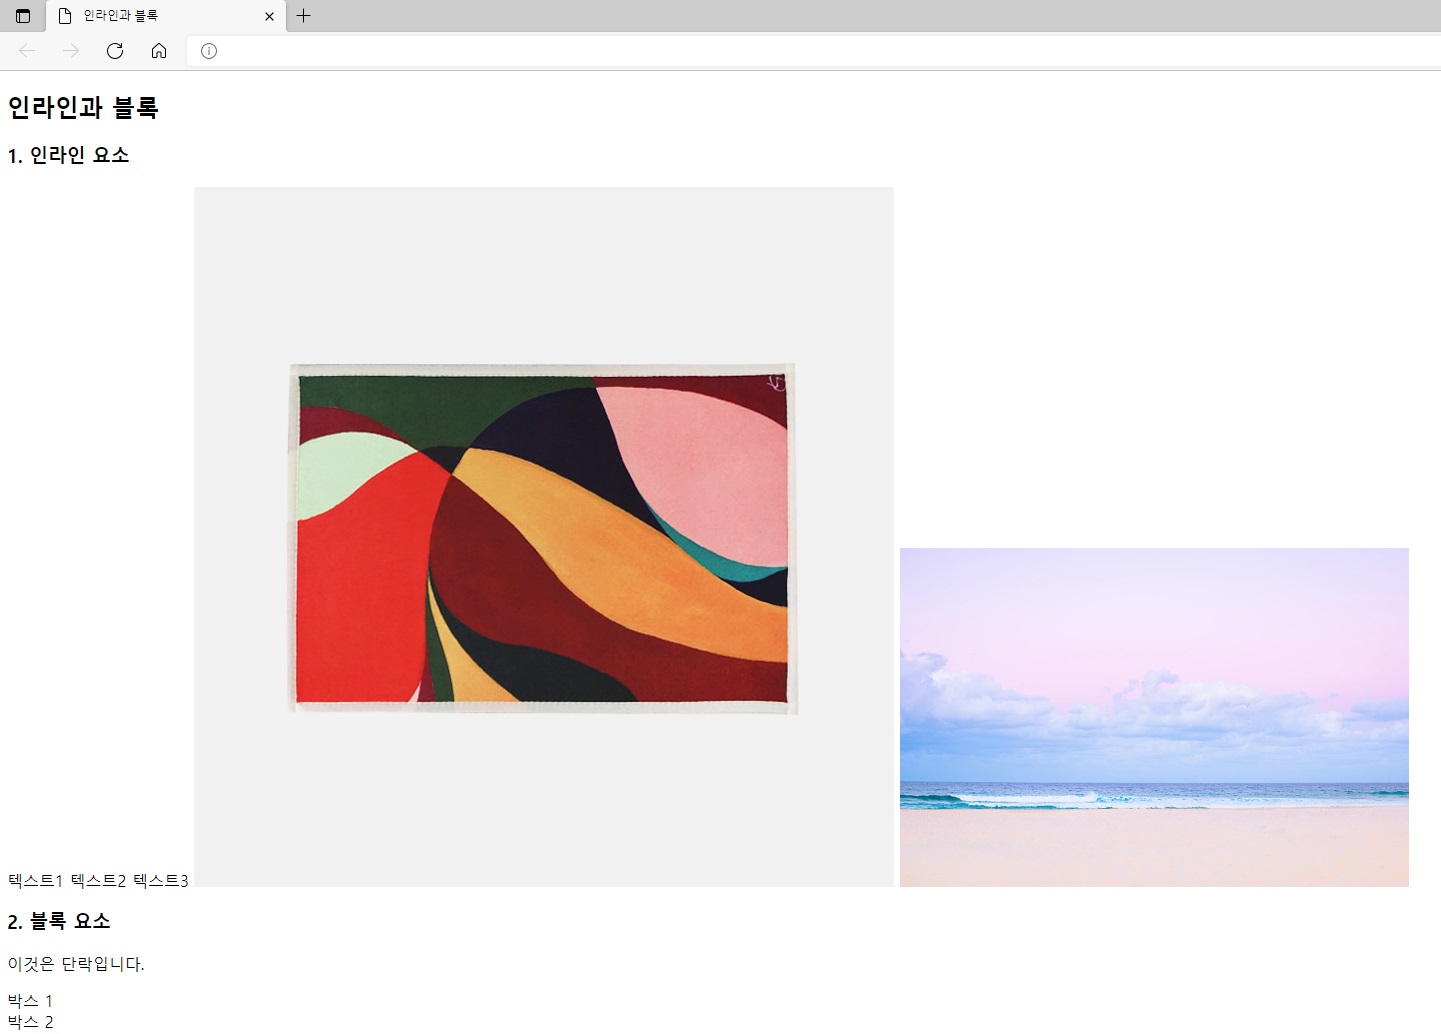 인라인과 블록
인라인과 블록
1. 인라인 요소
텍스트1 텍스트2 텍스트3
2. 블록 요소
이것은 단락입니다.
박스 1
박스 2